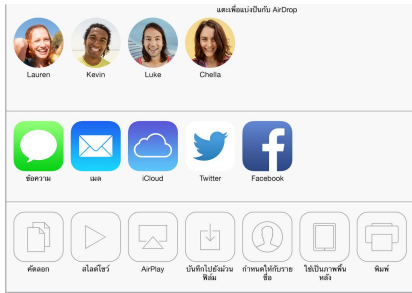 แตะเพื่อแบ่งปันกับ AirDrop
Lauren Kevin Luke Chella
ข้อความ เมล iCloud Twitter Facebook
คัดลอก สไลด์โชว์ AirPlay บันทึกไปยังม้วน กำหนดให้กับราย ใช้เป็นภาพพื้น พิมพ์
ฟิล์ม ชื่อ หลัง